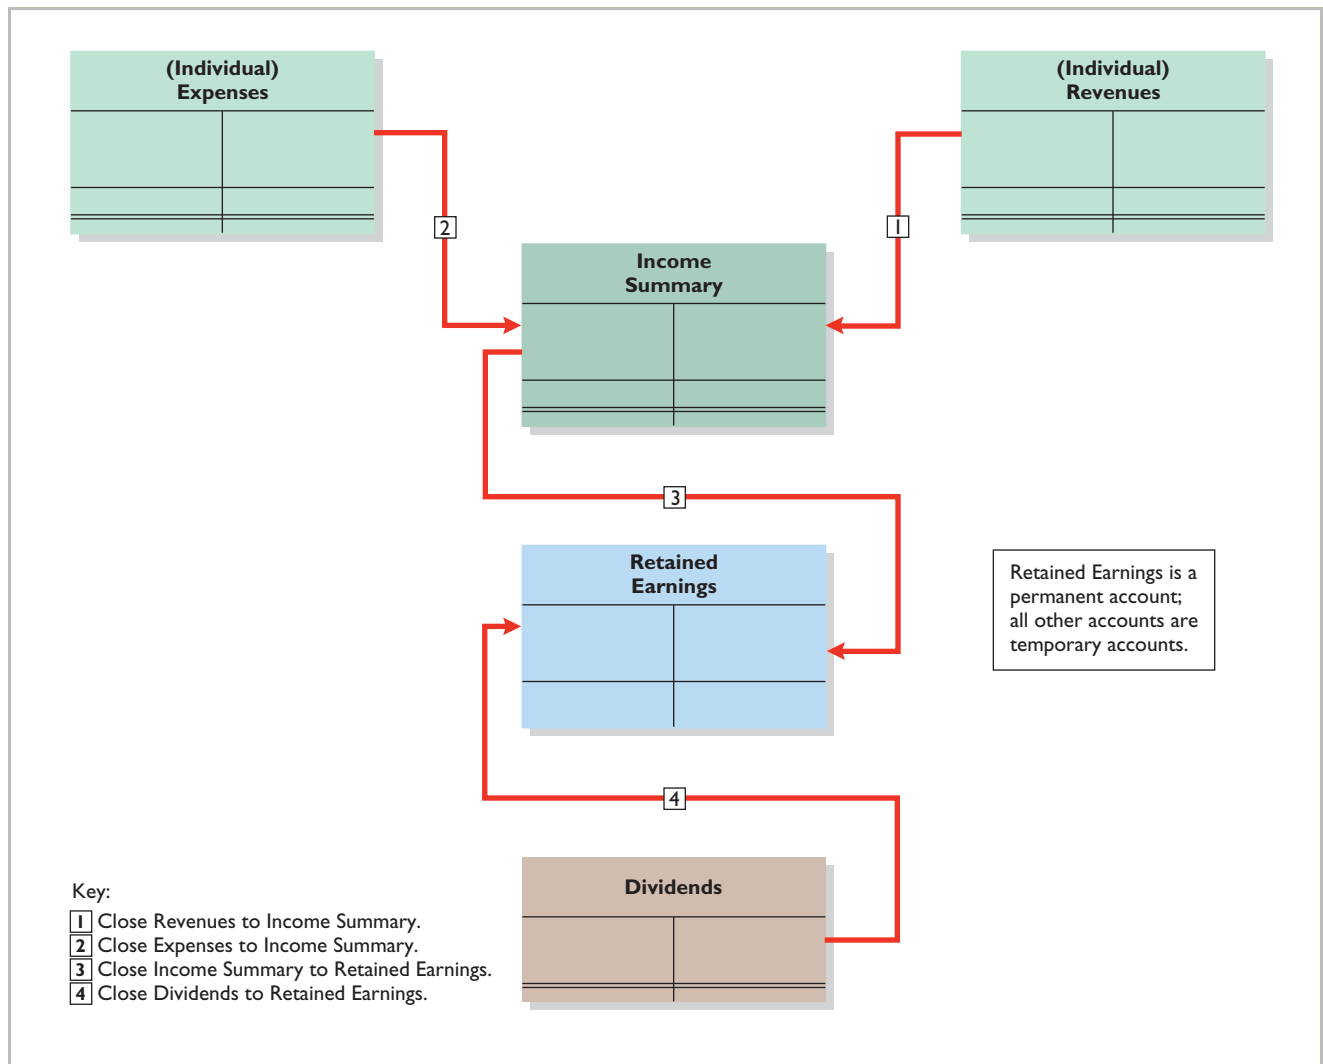 (Individual)
Expenses
(Individual)
Revenues
2
1
Income
Summary
3
Retained
Earnings
Retained Earnings is a
permanent account;
all other accounts are
temporary accounts.
4
Dividends
Key:
1 Close Revenues to Income Summary.
2 Close Expenses to Income Summary.
3 Close Income Summary to Retained Earnings.
4 Close Dividends to Retained Earnings.